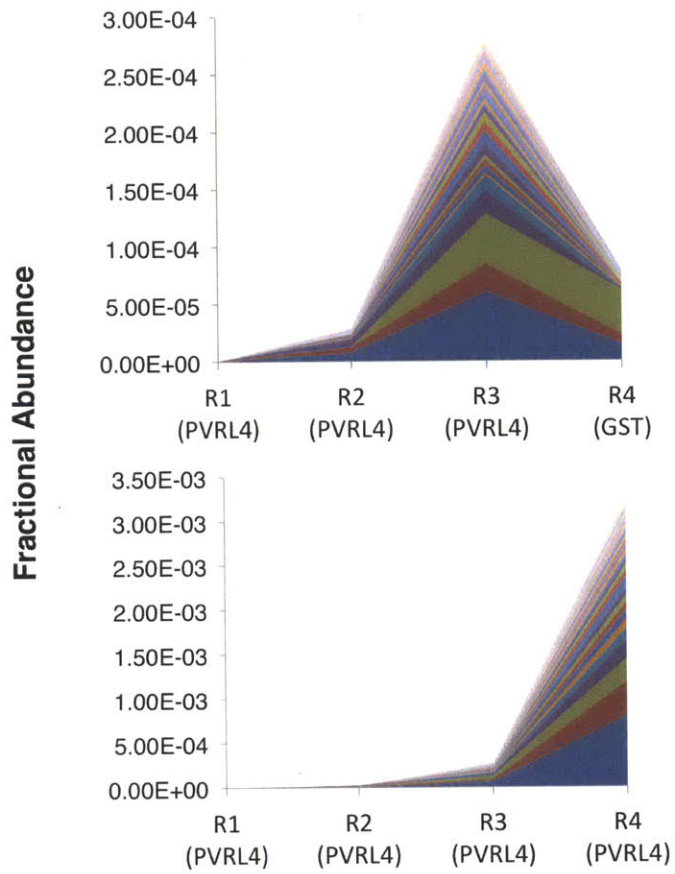 Fractional Abundance
3.00E-04
2.50E-04
2.00E-04
1.50E-04
1.00E-04
5.00E-05
0.00E+00
R1 R2 R3 R4
(PVRL4) (PVRL4) (PVRL4) (GST)
3.50E-03
3.00E-03
2.50E-03
2.00E-03
1.50E-03
1.00E-03
5.00E-04
0.00E+00
R1 R2 R3 R4
(PVRL4) (PVRL4) (PVRL4) (PVRL4)